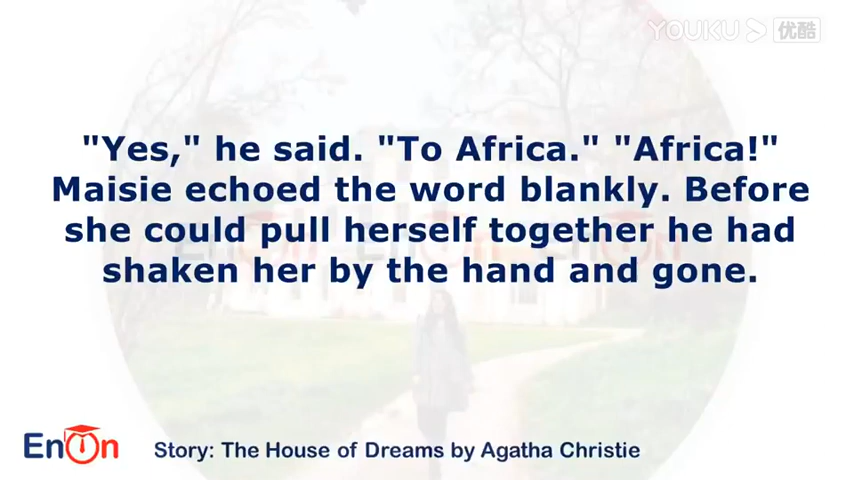 YOUKU 优酷
"Yes," he said. "To Africa." "Africa!"
Maisie echoed the word blankly. Before
she could pull herself together he had
shaken her by the hand and gone.
EnOn
Story: The House of Dreams by Agatha Christie